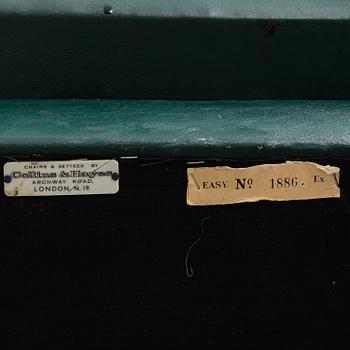 CHAIRS & SETTEES BY
Collins & Hayes
ARCHWAY ROAD,
LONDON, N. 19.
EASY No 1886. Ex